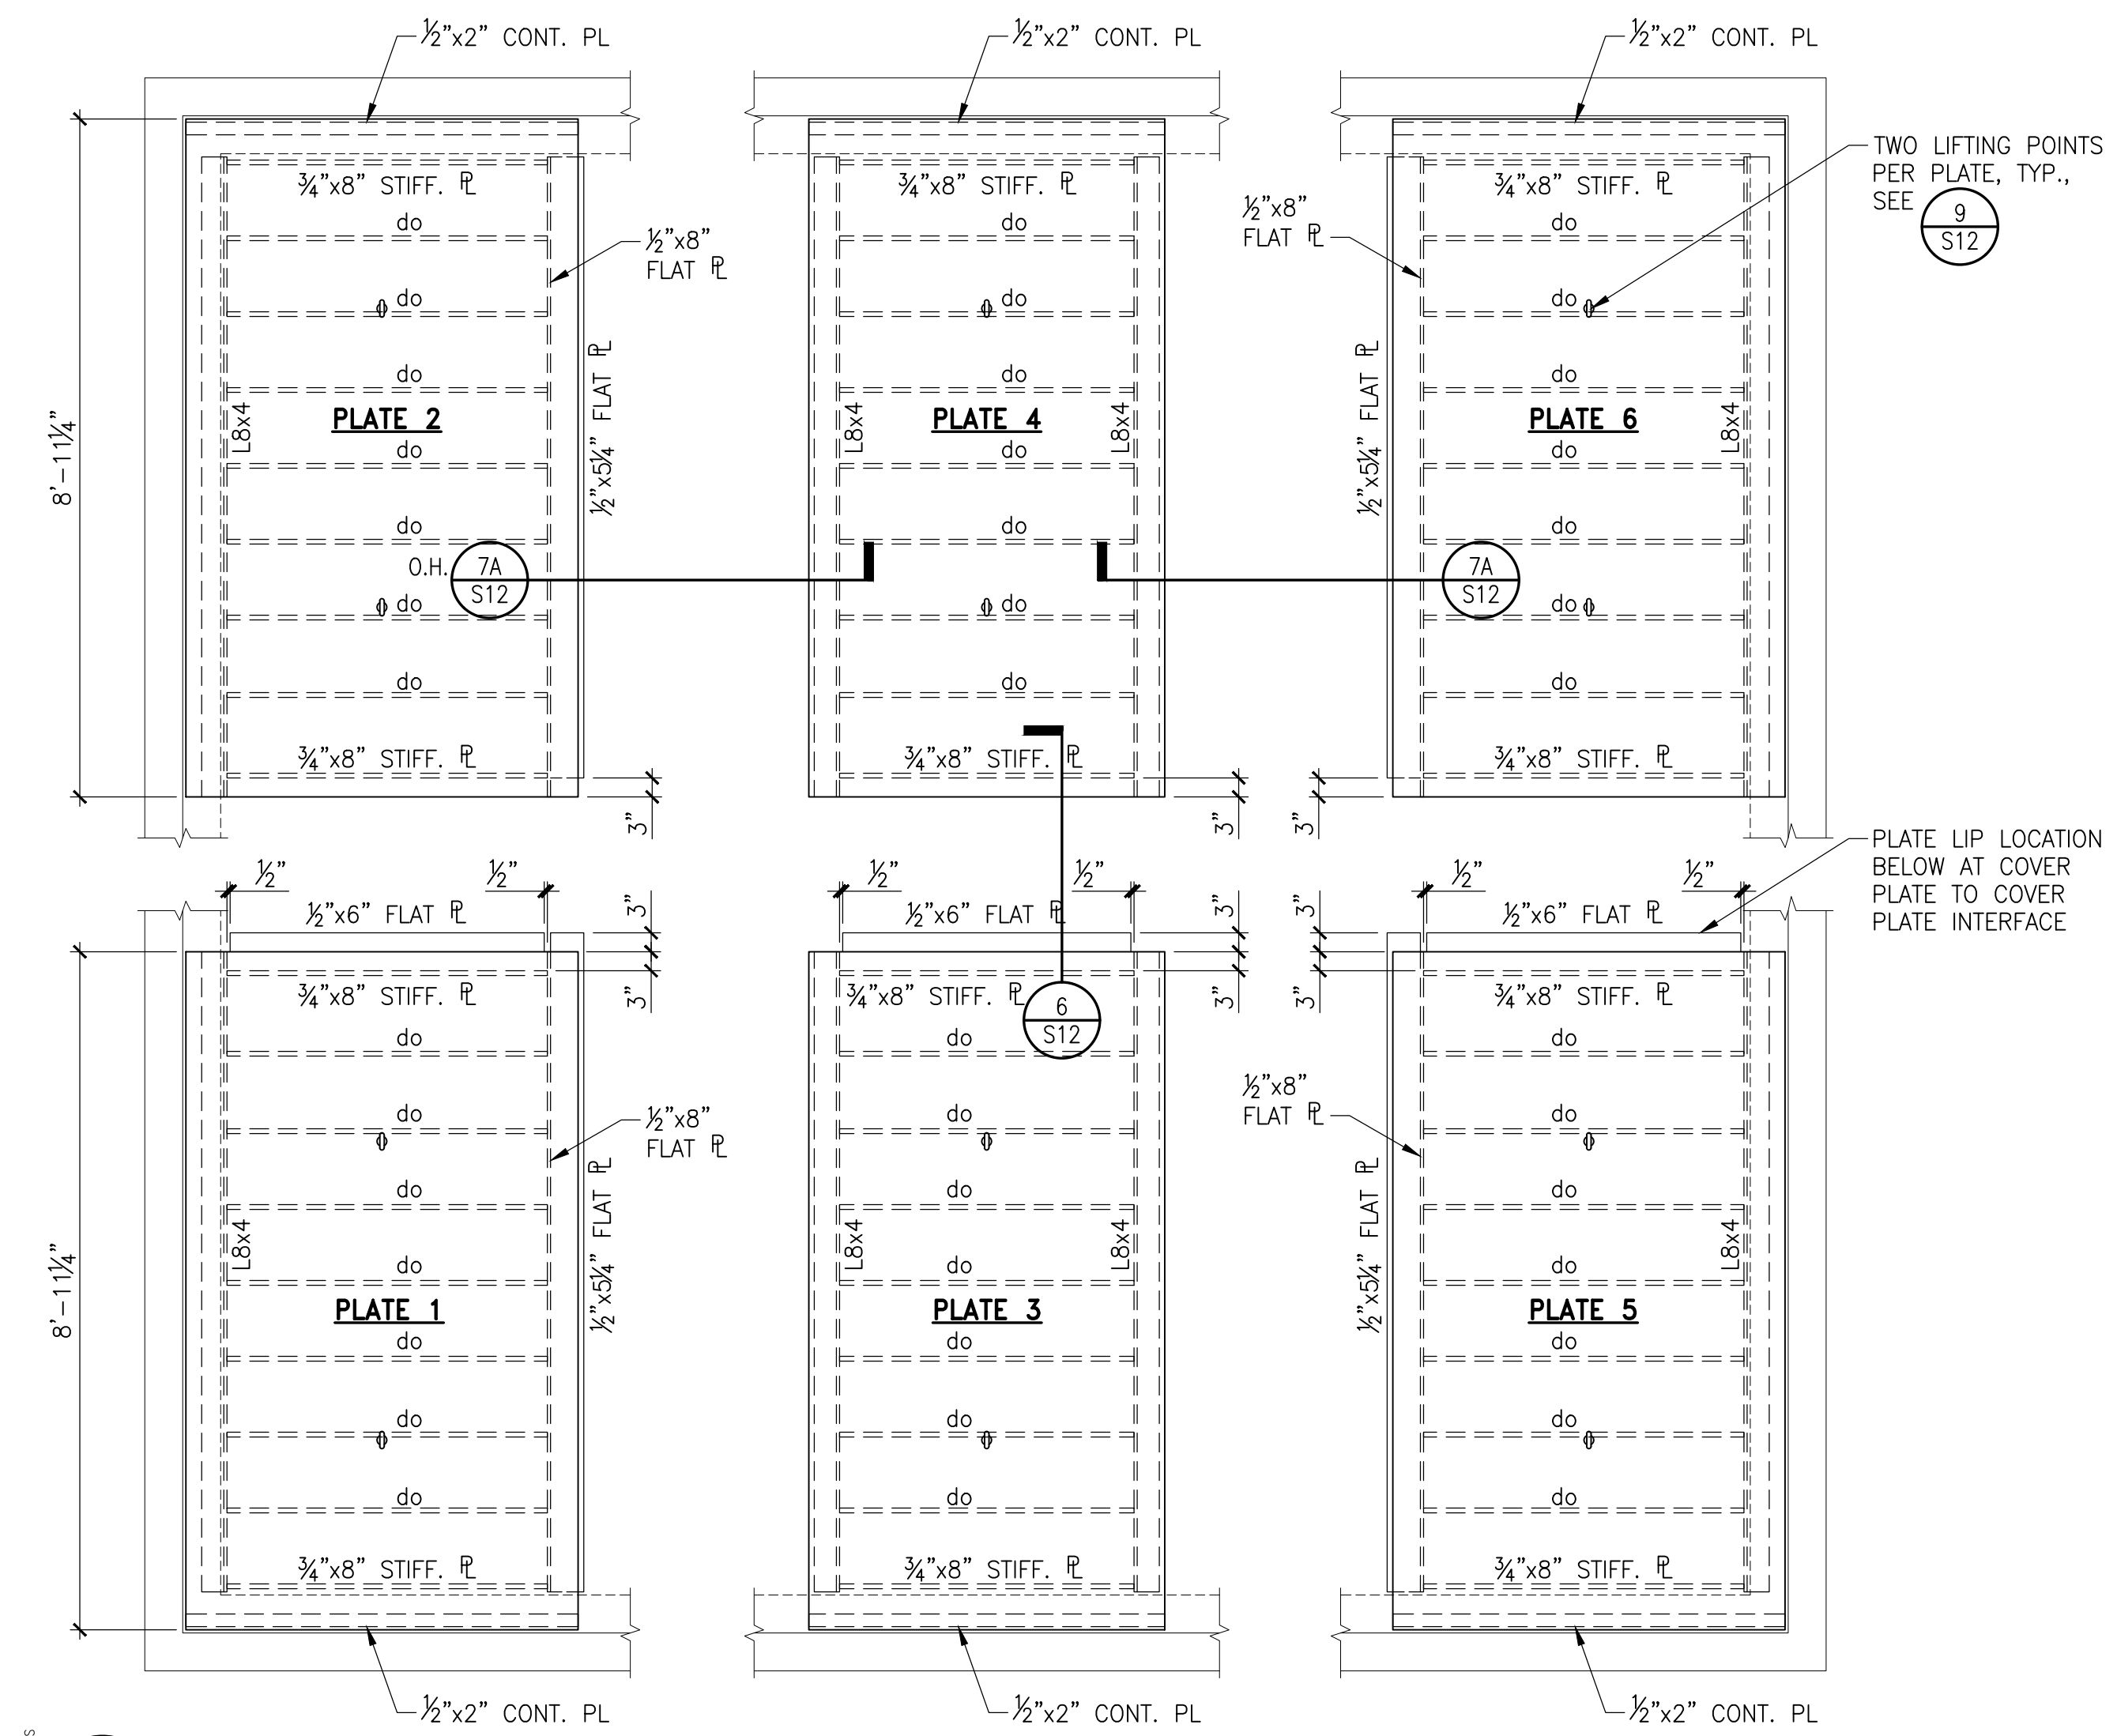 ½"x2" CONT. PL
½"x2" CONT. PL
½"x2" CONT. PL
TWO LIFTING POINTS
PER PLATE, TYP.,
SEE
9
S12
¾"x8" STIFF. ℄
¾"x8" STIFF. ℄
¾"x8" STIFF. ℄
½"x8"
FLAT ℄
½"x8"
FLAT ℄
do
do
do
do
do
do
do
do
do
do
do
do
8'-11¼"
L8x4
PLATE 2
½"x5¼" FLAT ℄
L8x4
PLATE 4
L8x4
½"x5¼" FLAT ℄
PLATE 6
L8x4
do
do
do
do
do
do
O.H.
7A
S12
7A
S12
do
do
do
do
do
do
¾"x8" STIFF. ℄
¾"x8" STIFF. ℄
¾"x8" STIFF. ℄
3"
3"
3"
PLATE LIP LOCATION
BELOW AT COVER
PLATE TO COVER
PLATE INTERFACE
½"
½"
½"
½"
½"
½"
½"x6" FLAT ℄
½"x6" FLAT ℄
½"x6" FLAT ℄
3"
3"
3"
3"
3"
3"
¾"x8" STIFF. ℄
¾"x8" STIFF. ℄
¾"x8" STIFF. ℄
6
S12
do
do
do
½"x8"
FLAT ℄
½"x8"
FLAT ℄
do
do
do
do
do
do
8'-11¼"
L8x4
½"x5¼" FLAT ℄
L8x4
L8x4
½"x5¼" FLAT ℄
L8x4
do
do
do
PLATE 1
PLATE 3
PLATE 5
do
do
do
do
do
do
do
do
do
¾"x8" STIFF. ℄
¾"x8" STIFF. ℄
¾"x8" STIFF. ℄
½"x2" CONT. PL
½"x2" CONT. PL
½"x2" CONT. PL
S